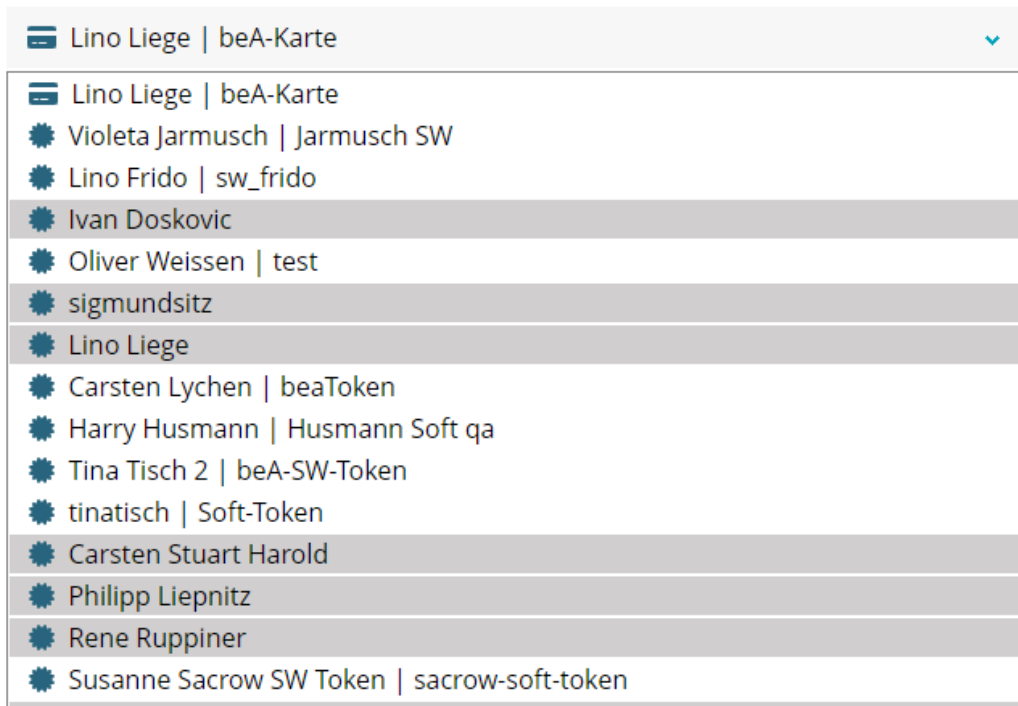 Lino Liege | beA-Karte
Lino Liege | beA-Karte
Violeta Jarmusch | Jarmusch SW
Lino Frido | sw_frido
Ivan Doskovic
Oliver Weissen | test
sigmundsitz
Lino Liege
Carsten Lychen | beaToken
Harry Husmann | Husmann Soft qa
Tina Tisch 2 | beA-SW-Token
tinatisch | Soft-Token
Carsten Stuart Harold
Philipp Liepnitz
Rene Ruppiner
Susanne Sacrow SW Token | sacrow-soft-token